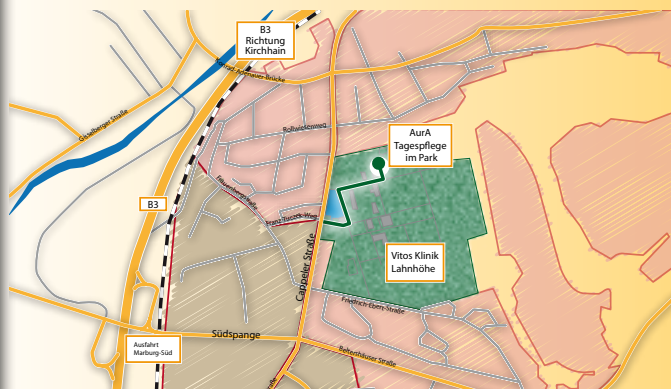 B3
Richtung
Kirchhain
Konrad-Adenauer-Brücke
Gisselberger Straße
Rollwiesenweg
AurA
Tagespflege
im Park
Frauenbergstraße
B3
Franz-Tuczek-Weg
Cappeler Straße
Vitos Klinik
Lahnhöhe
Friedrich-Ebert-Straße
Südspange
Ausfahrt
Marburg-Süd
Beltershäuser Straße